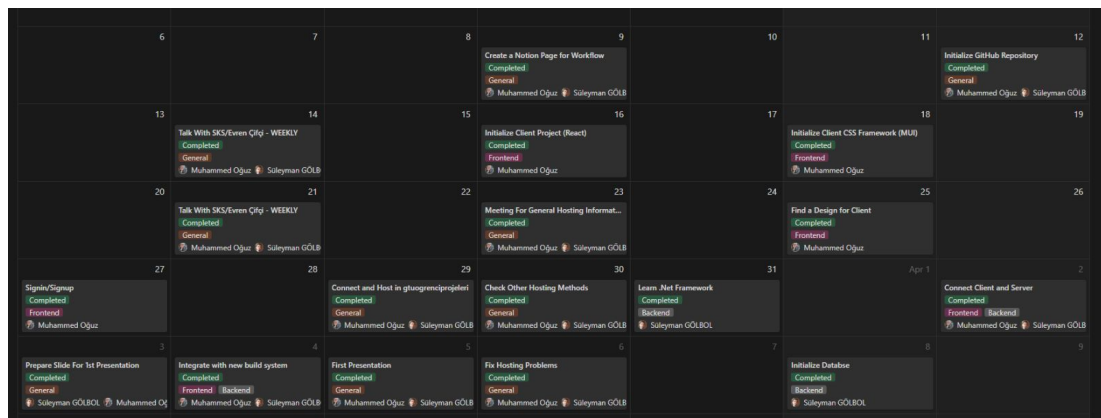 6
7
8
9
10
11
12
Create a Notion Page for Workflow
Completed
General
Muhammed Oğuz Süleyman GÖLB
Initialize GitHub Repository
Completed
General
Muhammed Oğuz Süleyman GÖLB
13
14
15
16
17
18
19
Talk With SKS/Evren Çifçi - WEEKLY
Completed
General
Muhammed Oğuz Süleyman GÖLB
Initialize Client Project (React)
Completed
Frontend
Muhammed Oğuz
Initialize Client CSS Framework (MUI)
Completed
Frontend
Muhammed Oğuz
20
21
22
23
24
25
26
Talk With SKS/Evren Çifçi - WEEKLY
Completed
General
Muhammed Oğuz Süleyman GÖLB
Meeting For General Hosting Informat...
Completed
General
Muhammed Oğuz Süleyman GÖLB
Find a Design for Client
Completed
Frontend
Muhammed Oğuz
27
28
29
30
31
Apr 1
2
Signin/Signup
Completed
Frontend
Muhammed Oğuz
Connect and Host in gtuogrenciprojeleri
Completed
General
Muhammed Oğuz Süleyman GÖLB
Check Other Hosting Methods
Completed
General
Muhammed Oğuz Süleyman GÖLB
Learn .Net Framework
Completed
Backend
Süleyman GÖLBOL
Connect Client and Server
Completed
Frontend Backend
Muhammed Oğuz Süleyman GÖLB
3
4
5
6
7
8
9
Prepare Slide For 1st Presentation
Completed
General
Süleyman GÖLBOL Muhammed Oğ
Integrate with new build system
Completed
Frontend Backend
Muhammed Oğuz Süleyman GÖLB
First Presentation
Completed
General
Muhammed Oğuz Süleyman GÖLB
Fix Hosting Problems
Completed
General
Muhammed Oğuz Süleyman GÖLB
Initialize Databse
Completed
Backend
Süleyman GÖLBOL